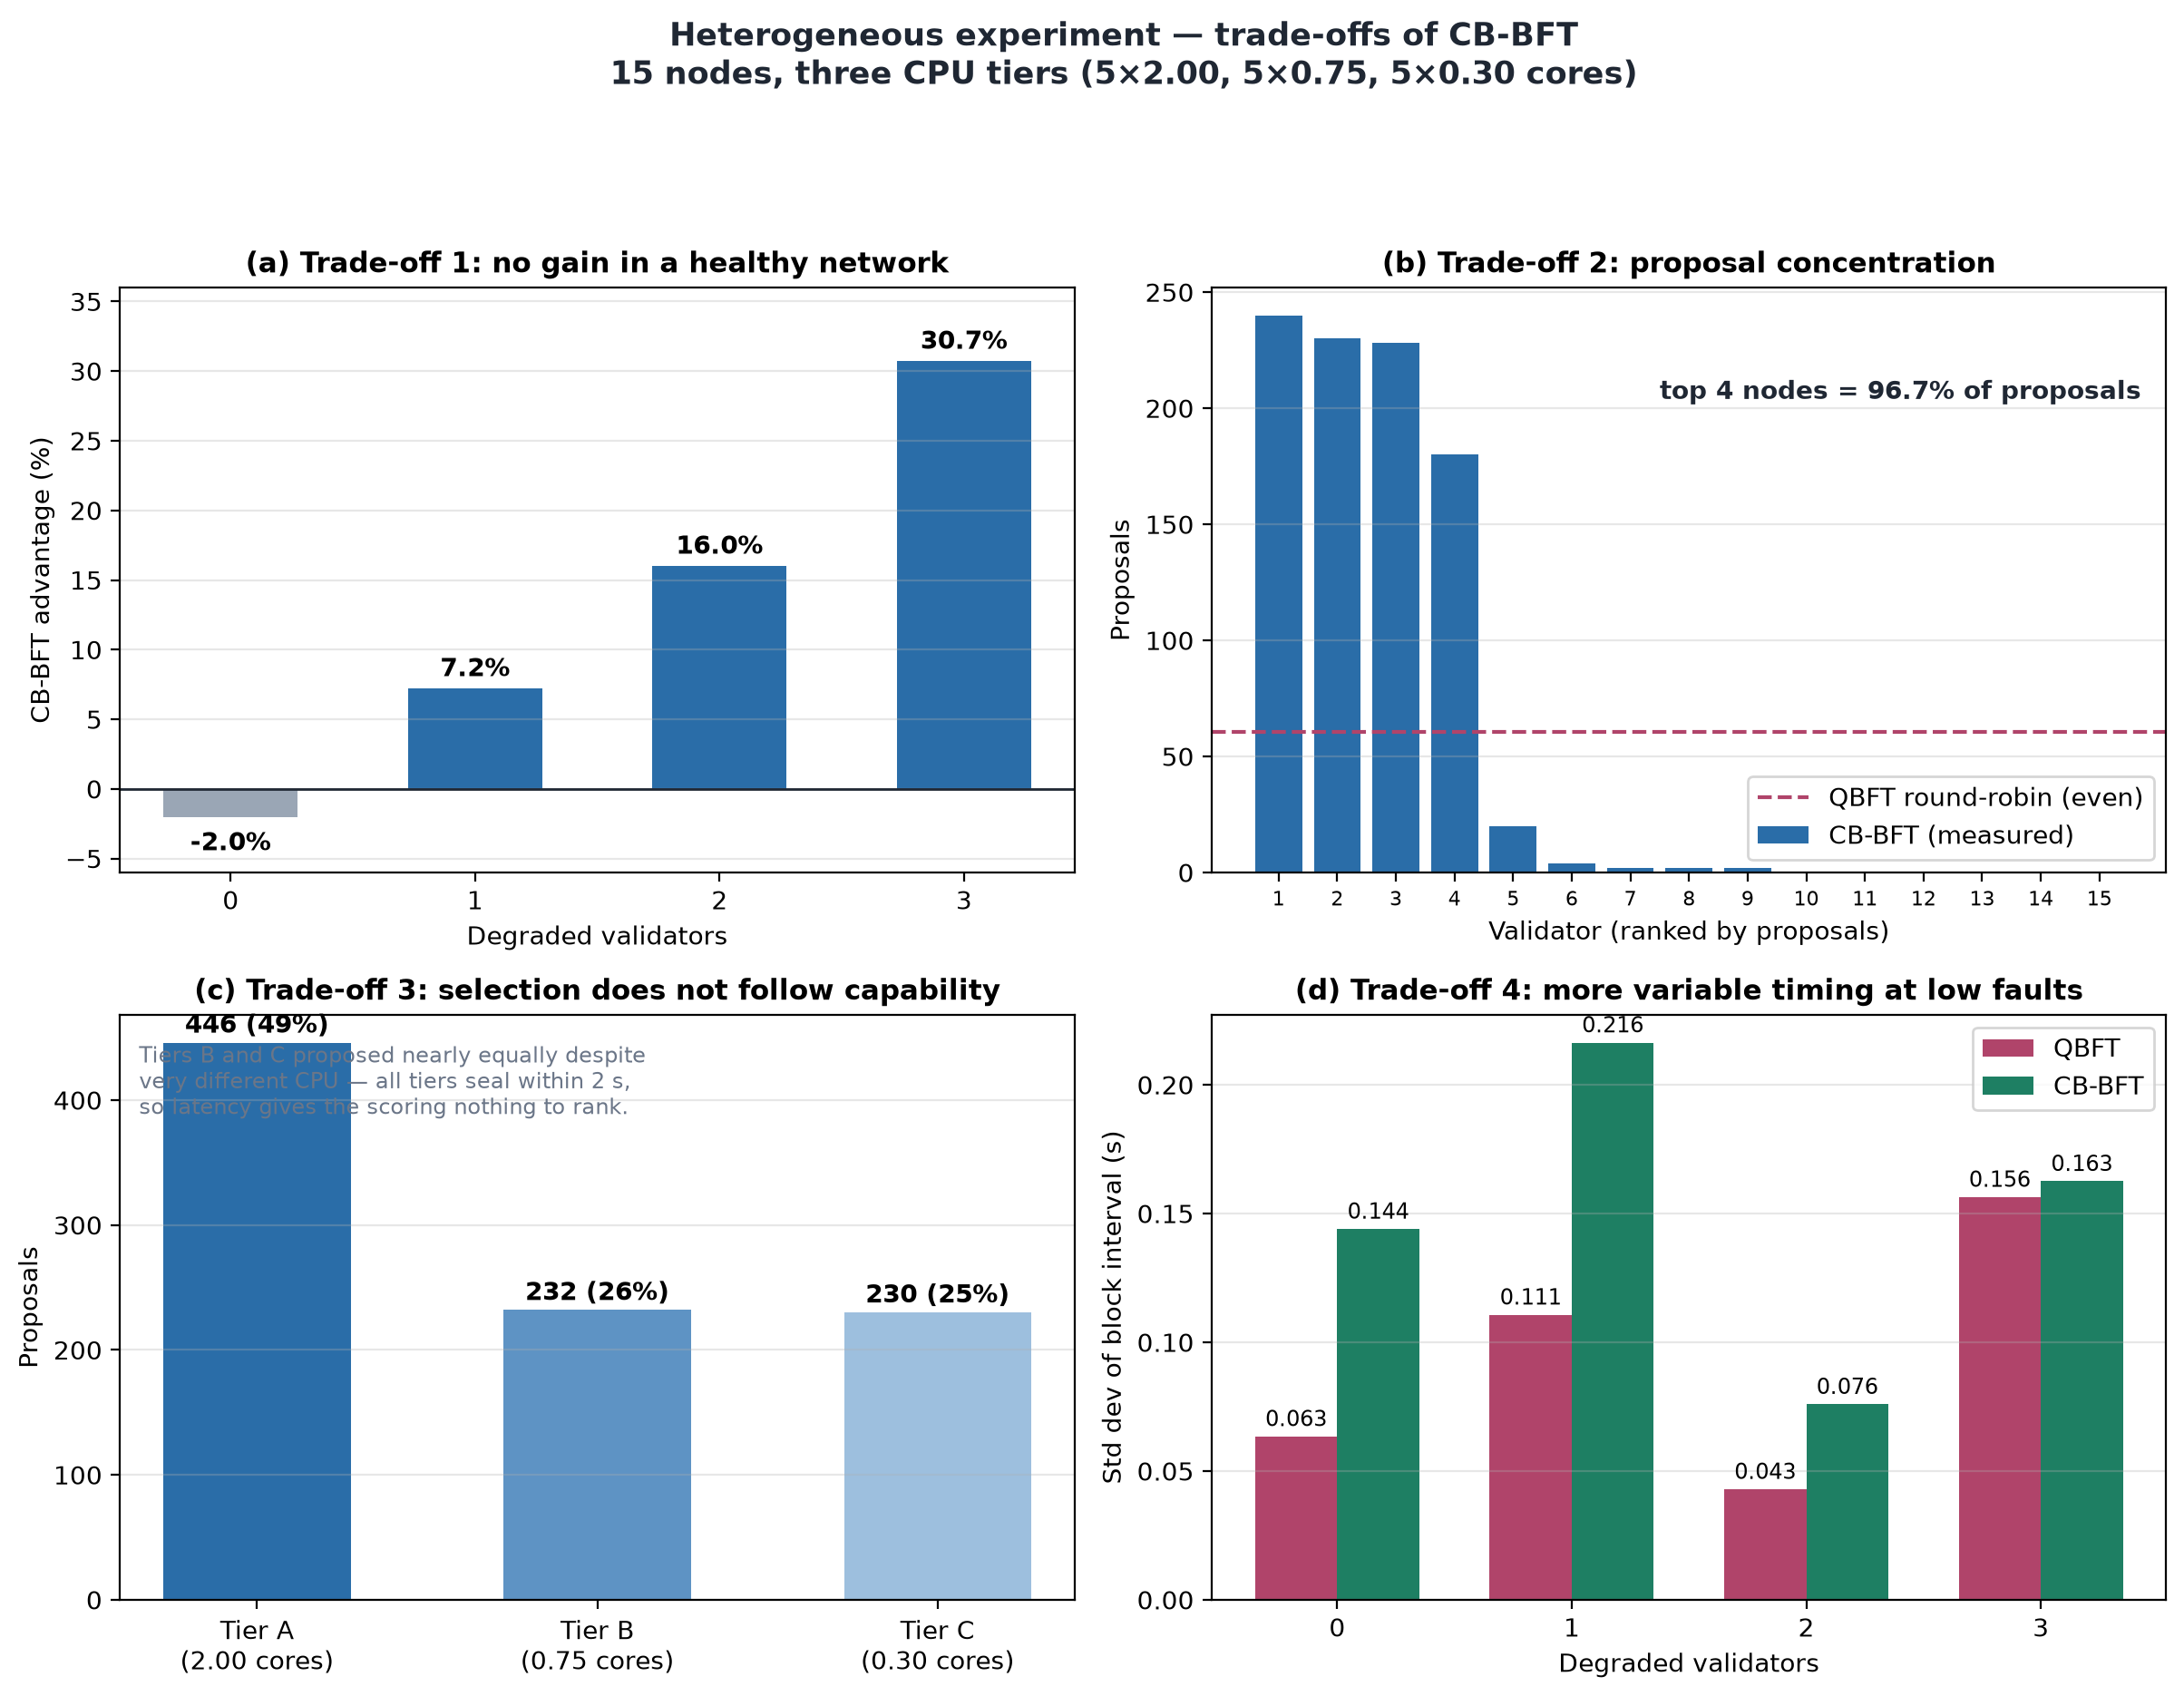 Heterogeneous experiment — trade-offs of CB-BFT
15 nodes, three CPU tiers (5×2.00, 5×0.75, 5×0.30 cores)
(a) Trade-off 1: no gain in a healthy network
35
30
25
20
15
10
5
0
−5
CB-BFT advantage (%)
-2.0%
7.2%
16.0%
30.7%
0
1
2
3
Degraded validators
(b) Trade-off 2: proposal concentration
250
200
150
100
50
0
Proposals
top 4 nodes = 96.7% of proposals
QBFT round-robin (even)
CB-BFT (measured)
1
2
3
4
5
6
7
8
9
10
11
12
13
14
15
Validator (ranked by proposals)
(c) Trade-off 3: selection does not follow capability
400
300
200
100
0
Proposals
446 (49%)
Tiers B and C proposed nearly equally despite
very different CPU — all tiers seal within 2 s,
so latency gives the scoring nothing to rank.
232 (26%)
230 (25%)
Tier A
(2.00 cores)
Tier B
(0.75 cores)
Tier C
(0.30 cores)
(d) Trade-off 4: more variable timing at low faults
0.20
0.15
0.10
0.05
0.00
Std dev of block interval (s)
QBFT
CB-BFT
0.063
0.144
0.111
0.216
0.043
0.076
0.156
0.163
0
1
2
3
Degraded validators